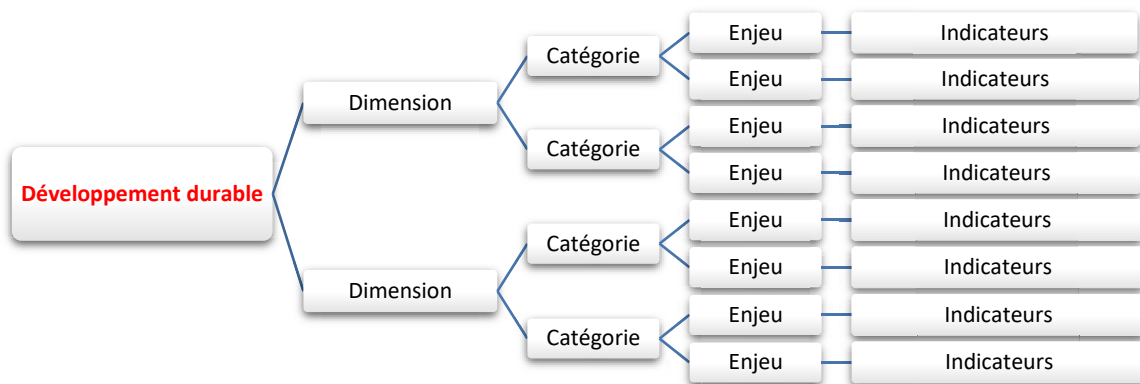 Développement durable
Dimension
Catégorie
Enjeu
Indicateurs
Enjeu
Indicateurs
Catégorie
Enjeu
Indicateurs
Enjeu
Indicateurs
Dimension
Catégorie
Enjeu
Indicateurs
Enjeu
Indicateurs
Catégorie
Enjeu
Indicateurs
Enjeu
Indicateurs